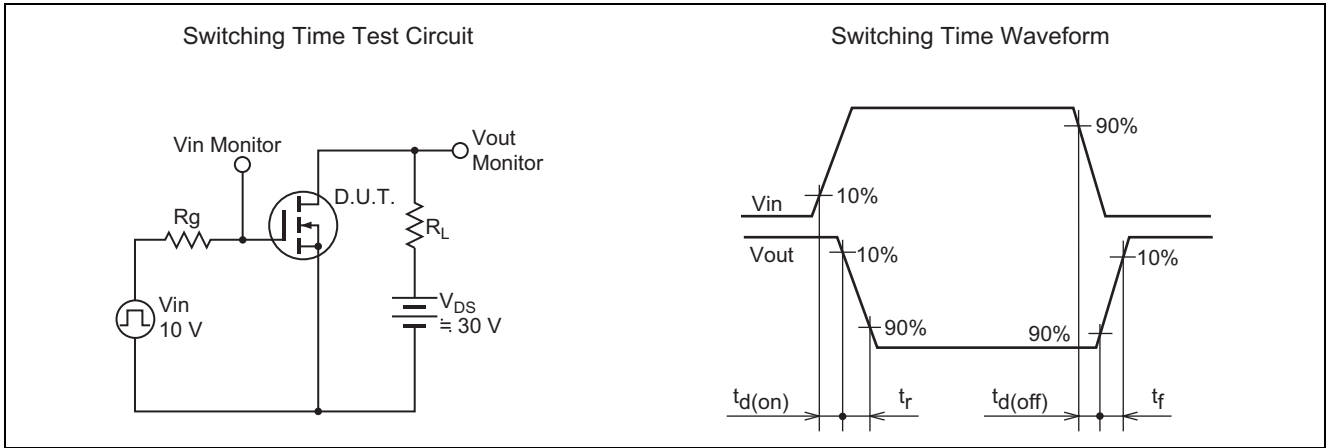 Switching Time Test Circuit
Vin Monitor
Vout
Monitor
D.U.T.
Rg
RL
Vin
10 V
VDS
≒ 30 V
Switching Time Waveform
90%
10%
Vin
Vout
10%
10%
90%
90%
td(on)
tr
td(off)
tf